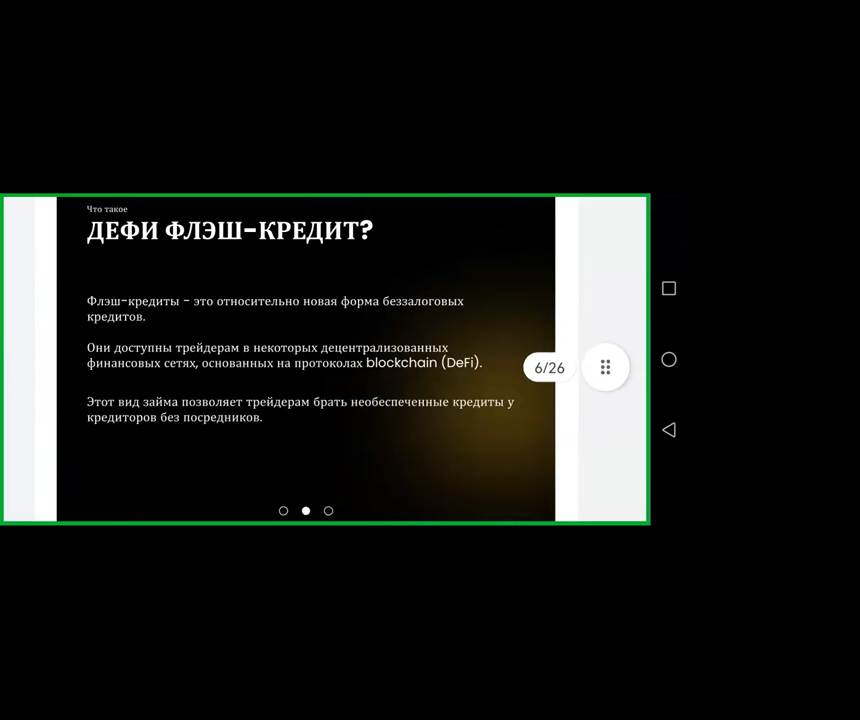 Что такое
ДЕФИ ФЛЭШ-КРЕДИТ?
Флэш-кредиты - это относительно новая форма беззалоговых
кредитов.
Они доступны трейдерам в некоторых децентрализованных
финансовых сетях, основанных на протоколах blockchain (DeFi).
6/26
Этот вид займа позволяет трейдерам брать необеспеченные кредиты у
кредиторов без посредников.